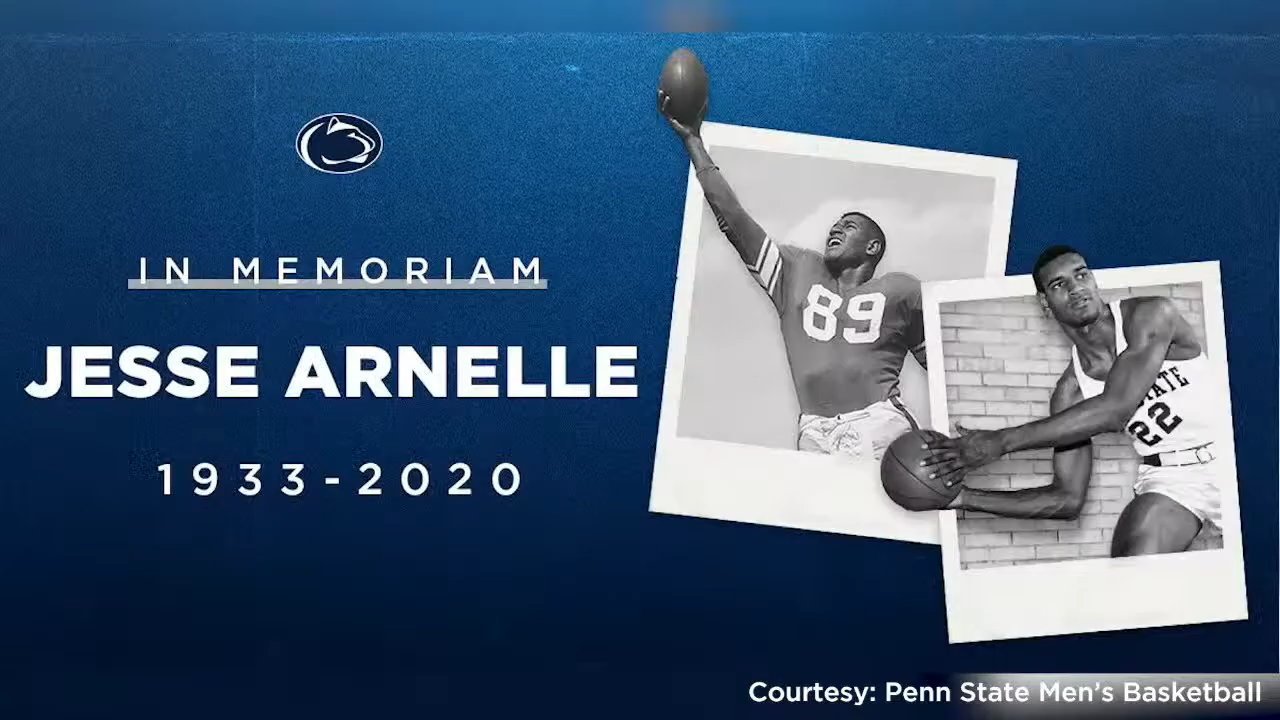 IN MEMORIAM
JESSE ARNELLE
1933-2020
89
STATE
22
Courtesy: Penn State Men's Basketball